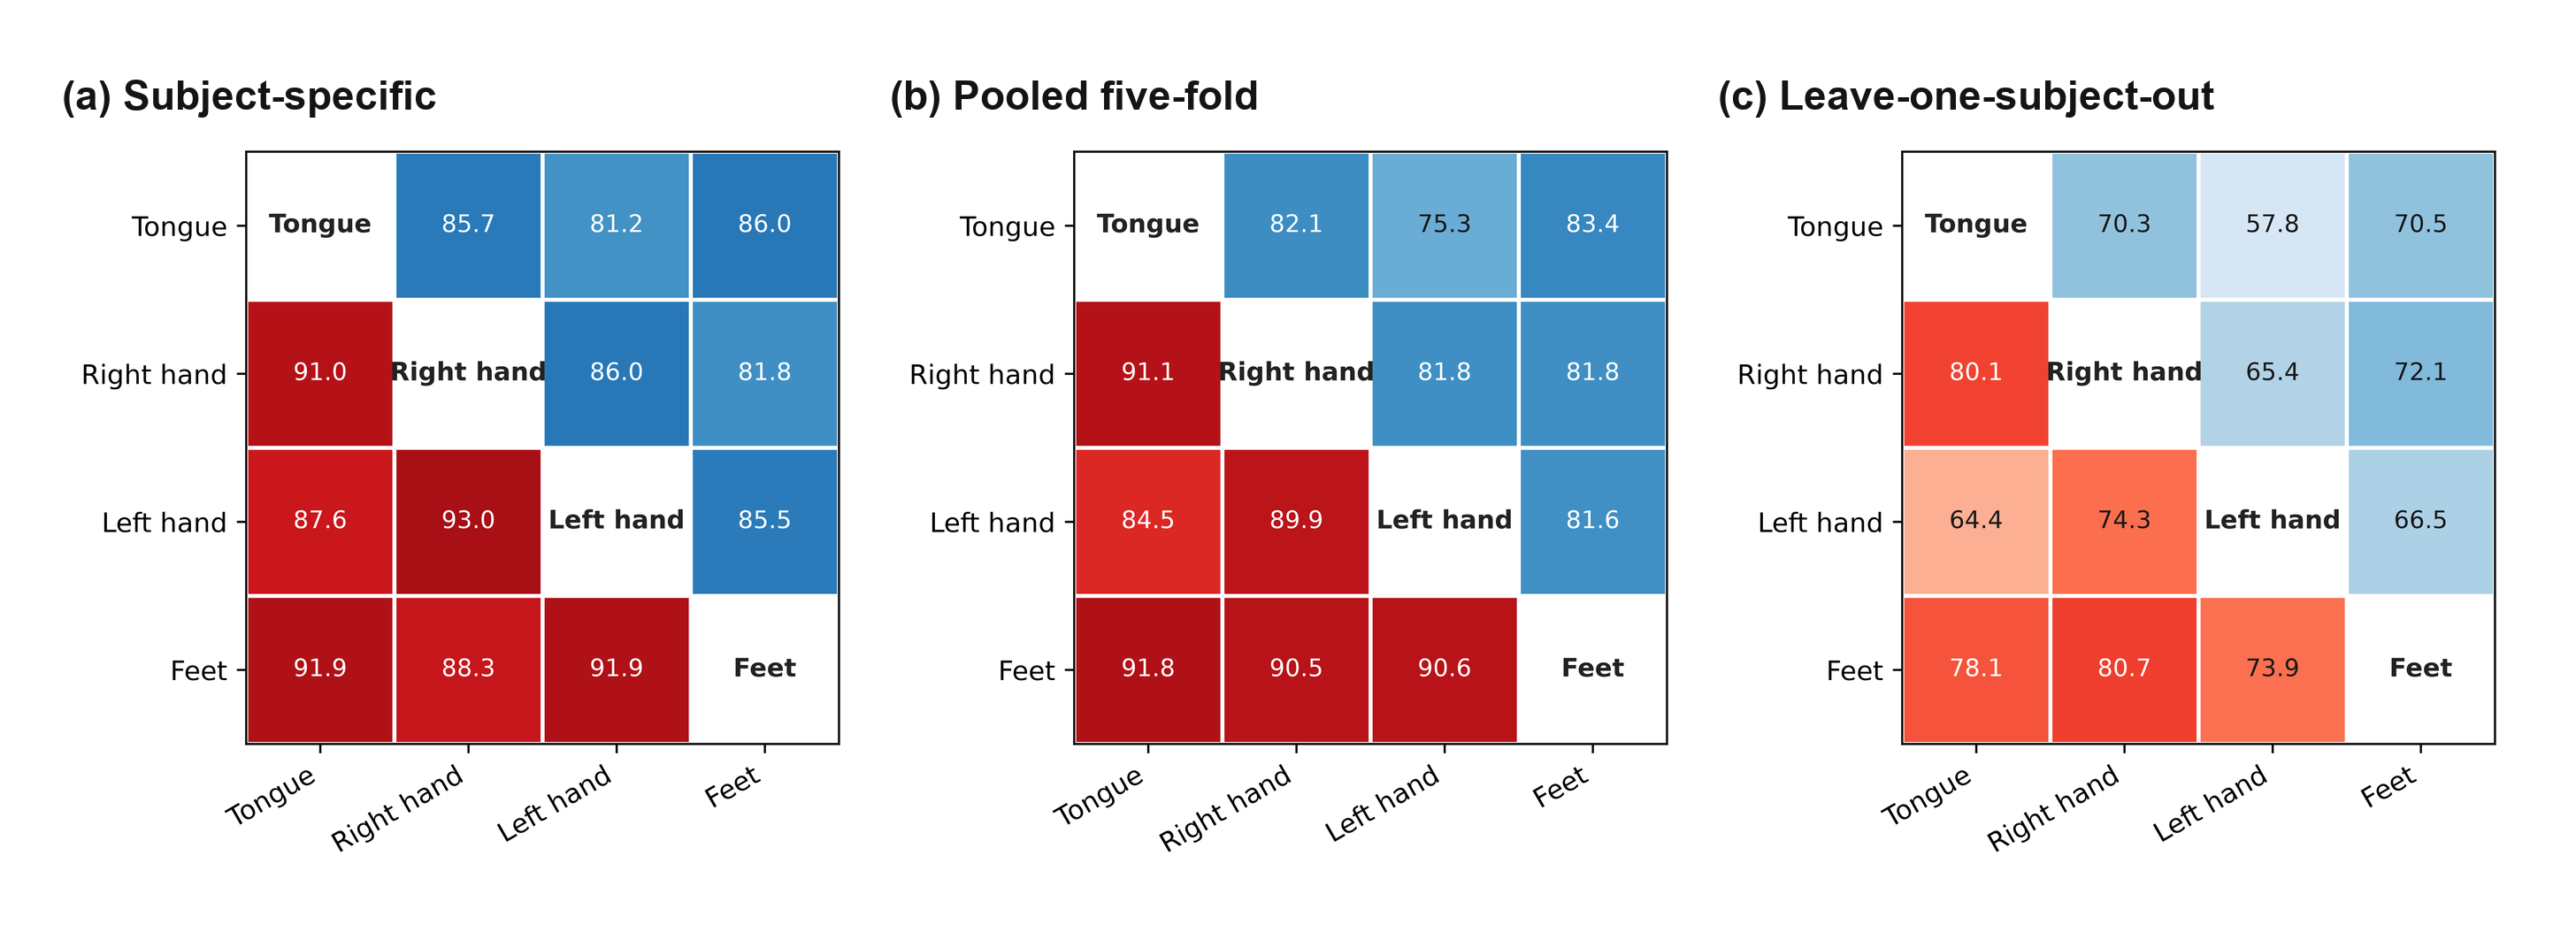 (a) Subject-specific
Tongue
Right hand
Left hand
Feet
Tongue 85.7 81.2 86.0
91.0 Right hand 86.0 81.8
87.6 93.0 Left hand 85.5
91.9 88.3 91.9 Feet
Tongue
Right hand
Left hand
Feet
(b) Pooled five-fold
Tongue
Right hand
Left hand
Feet
Tongue 82.1 75.3 83.4
91.1 Right hand 81.8 81.8
84.5 89.9 Left hand 81.6
91.8 90.5 90.6 Feet
Tongue
Right hand
Left hand
Feet
(c) Leave-one-subject-out
Tongue
Right hand
Left hand
Feet
Tongue 70.3 57.8 70.5
80.1 Right hand 65.4 72.1
64.4 74.3 Left hand 66.5
78.1 80.7 73.9 Feet
Tongue
Right hand
Left hand
Feet